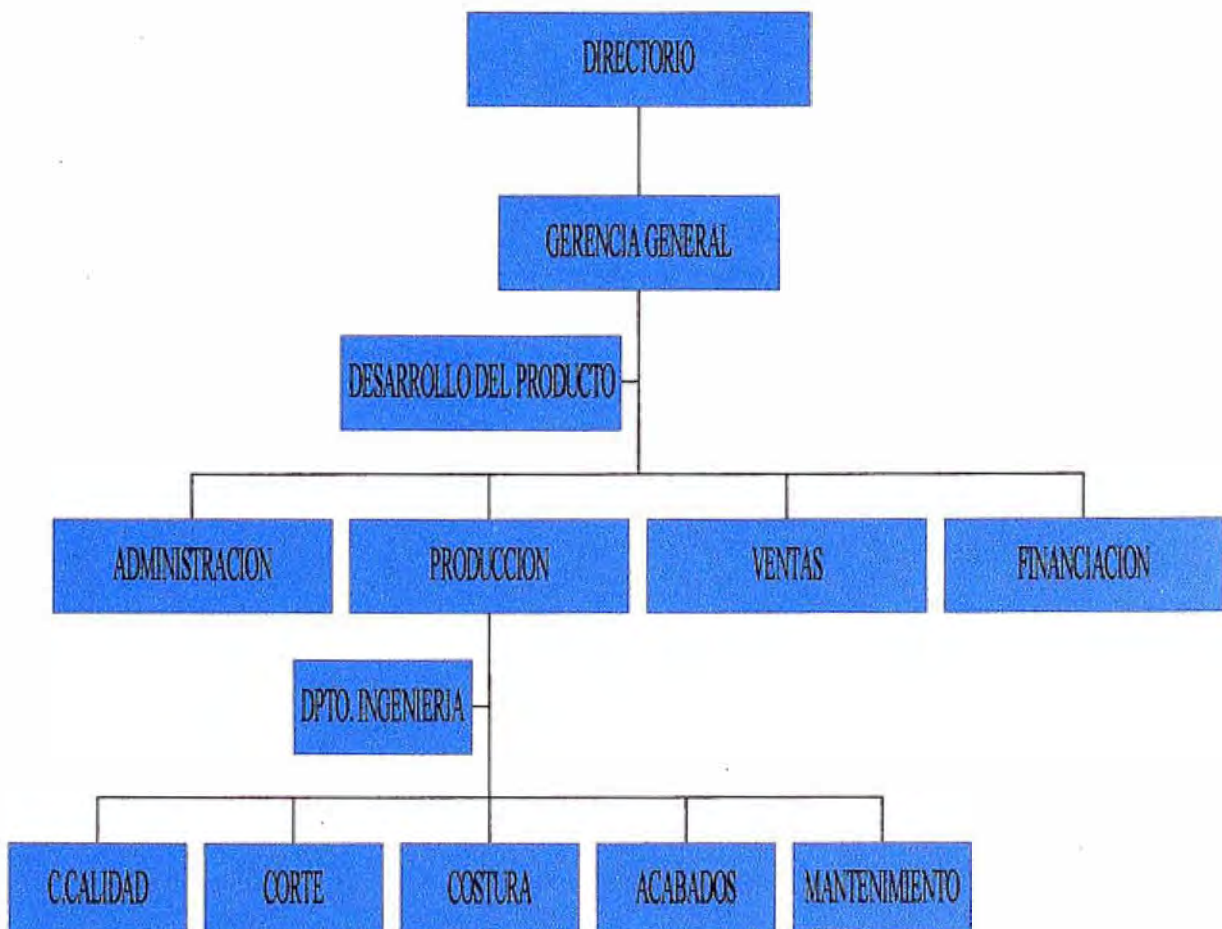 DIRECTORIO
GERENCIA GENERAL
DESARROLLO DEL PRODUCTO
ADMINISTRACION
PRODUCCION
VENTAS
FINANCIACION
DPTO. INGENIERIA
C.CALIDAD
CORTE
COSTURA
ACABADOS
MANTENIMIENTO